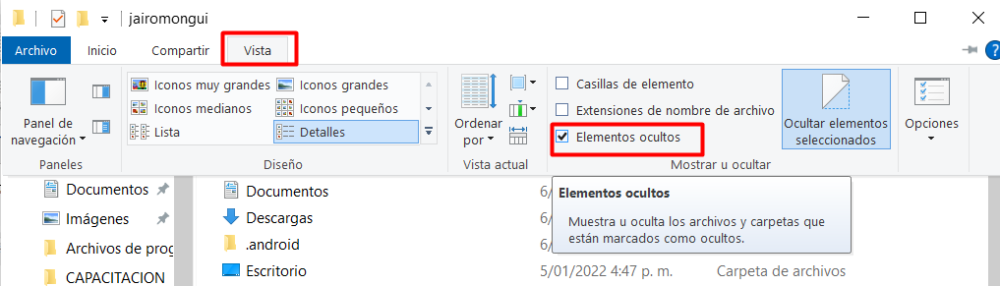 jairomongui
Archivo Inicio Compartir Vista
Panel de navegación
Paneles
Iconos muy grandes Iconos grandes
Iconos medianos Iconos pequeños
Lista Detalles
Diseño
Ordenar por
Vista actual
Casillas de elemento
Extensiones de nombre de archivo
Elementos ocultos
Mostrar u ocultar
Ocultar elementos
seleccionados
Opciones
Documentos
Imágenes
Archivos de prog
CAPACITACION
Documentos 6/
Descargas 6/
.android 6/
Escritorio 5/01/2022 4:47 p. m. Carpeta de archivos
Elementos ocultos
Muestra u oculta los archivos y carpetas que
están marcados como ocultos.